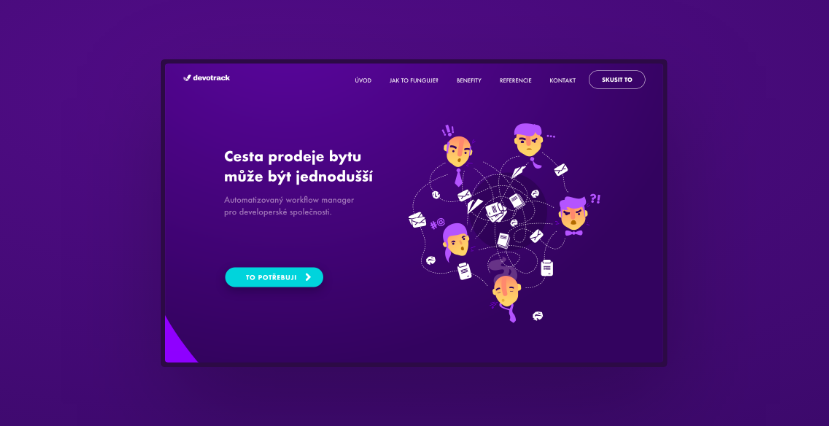 devotrack
ÚVOD JAK TO FUNGUJE? BENEFITY REFERENCE KONTAKT SKUSIT TO
Cesta prodeje bytu
může být jednodušší
Automatizovaný workflow manager
pro developerské společnosti.
TO POTŘEBUJI
!!
...
?!
#@